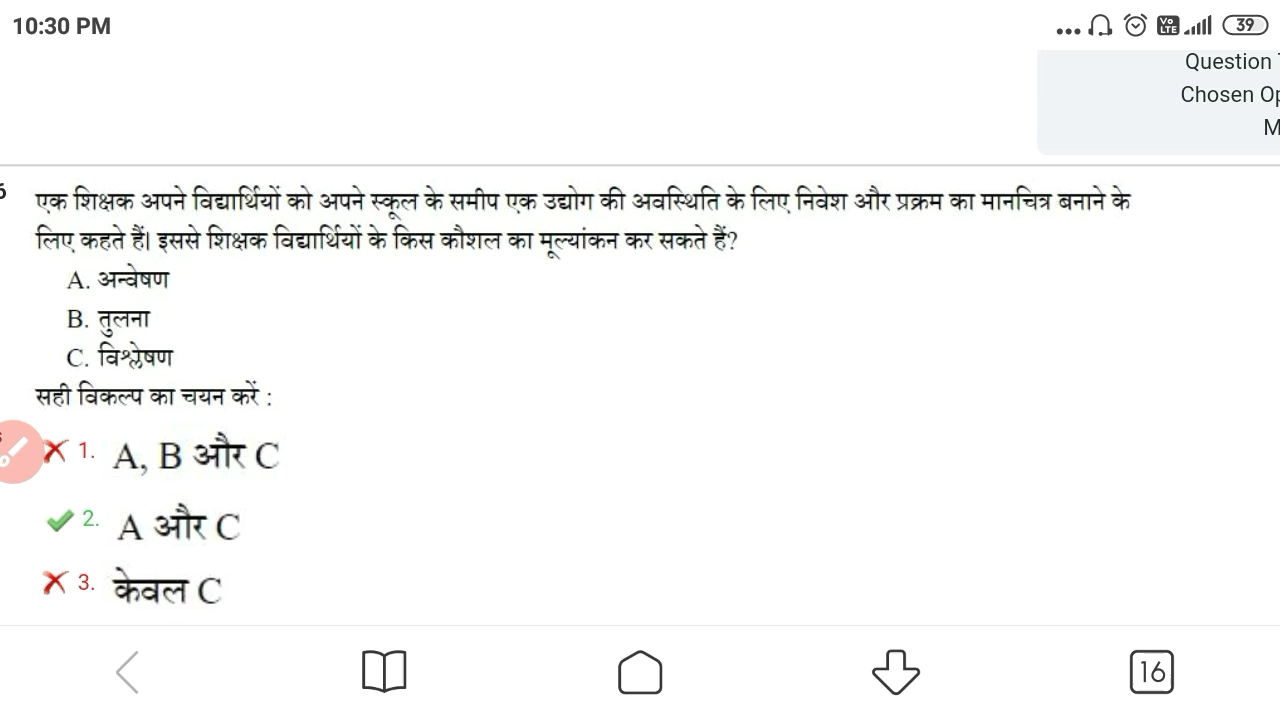 10:30 PM
... Vo LTE 39
Question
Chosen
एक शिक्षक अपने विद्यार्थियों को अपने स्कूल के समीप एक उद्योग की अवस्थिति के लिए निवेश और प्रक्रम का मानचित्र बनाने के
लिए कहते हैं। इससे शिक्षक विद्यार्थियों के किस कौशल का मूल्यांकन कर सकते हैं?
A. अन्वेषण
B. तुलना
C. विश्लेषण
सही विकल्प का चयन करें :
1. A, B और C
2. A और C
3. केवल C
16